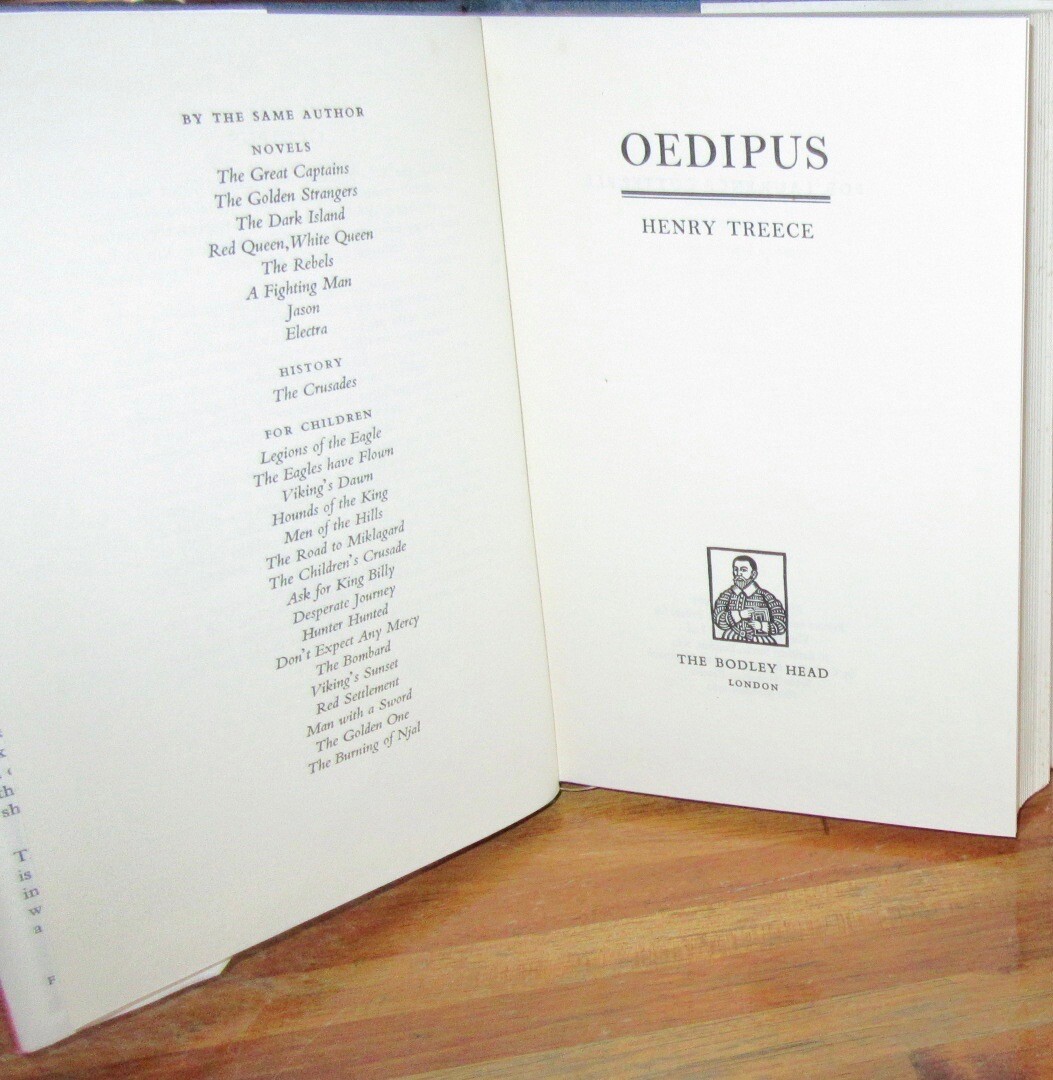 BY THE SAME AUTHOR
NOVELS
The Great Captains
The Golden Strangers
The Dark Island
Red Queen, White Queen
The Rebels
A Fighting Man
Jason
Electra
HISTORY
The Crusades
FOR CHILDREN
Legions of the Eagle
The Eagles have Flown
Viking's Dawn
Hounds of the King
Men of the Hills
The Road to Miklagard
The Children's Crusade
Ask for King Billy
Desperate Journey
Hunter Hunted
Don't Expect Any Mercy
The Bombard
Viking's Sunset
Red Settlement
Man with a Sword
The Golden One
The Burning of Njal
th
sh
T
is
in
w
a
F
OEDIPUS
HENRY TREECE
THE BODLEY HEAD
LONDON